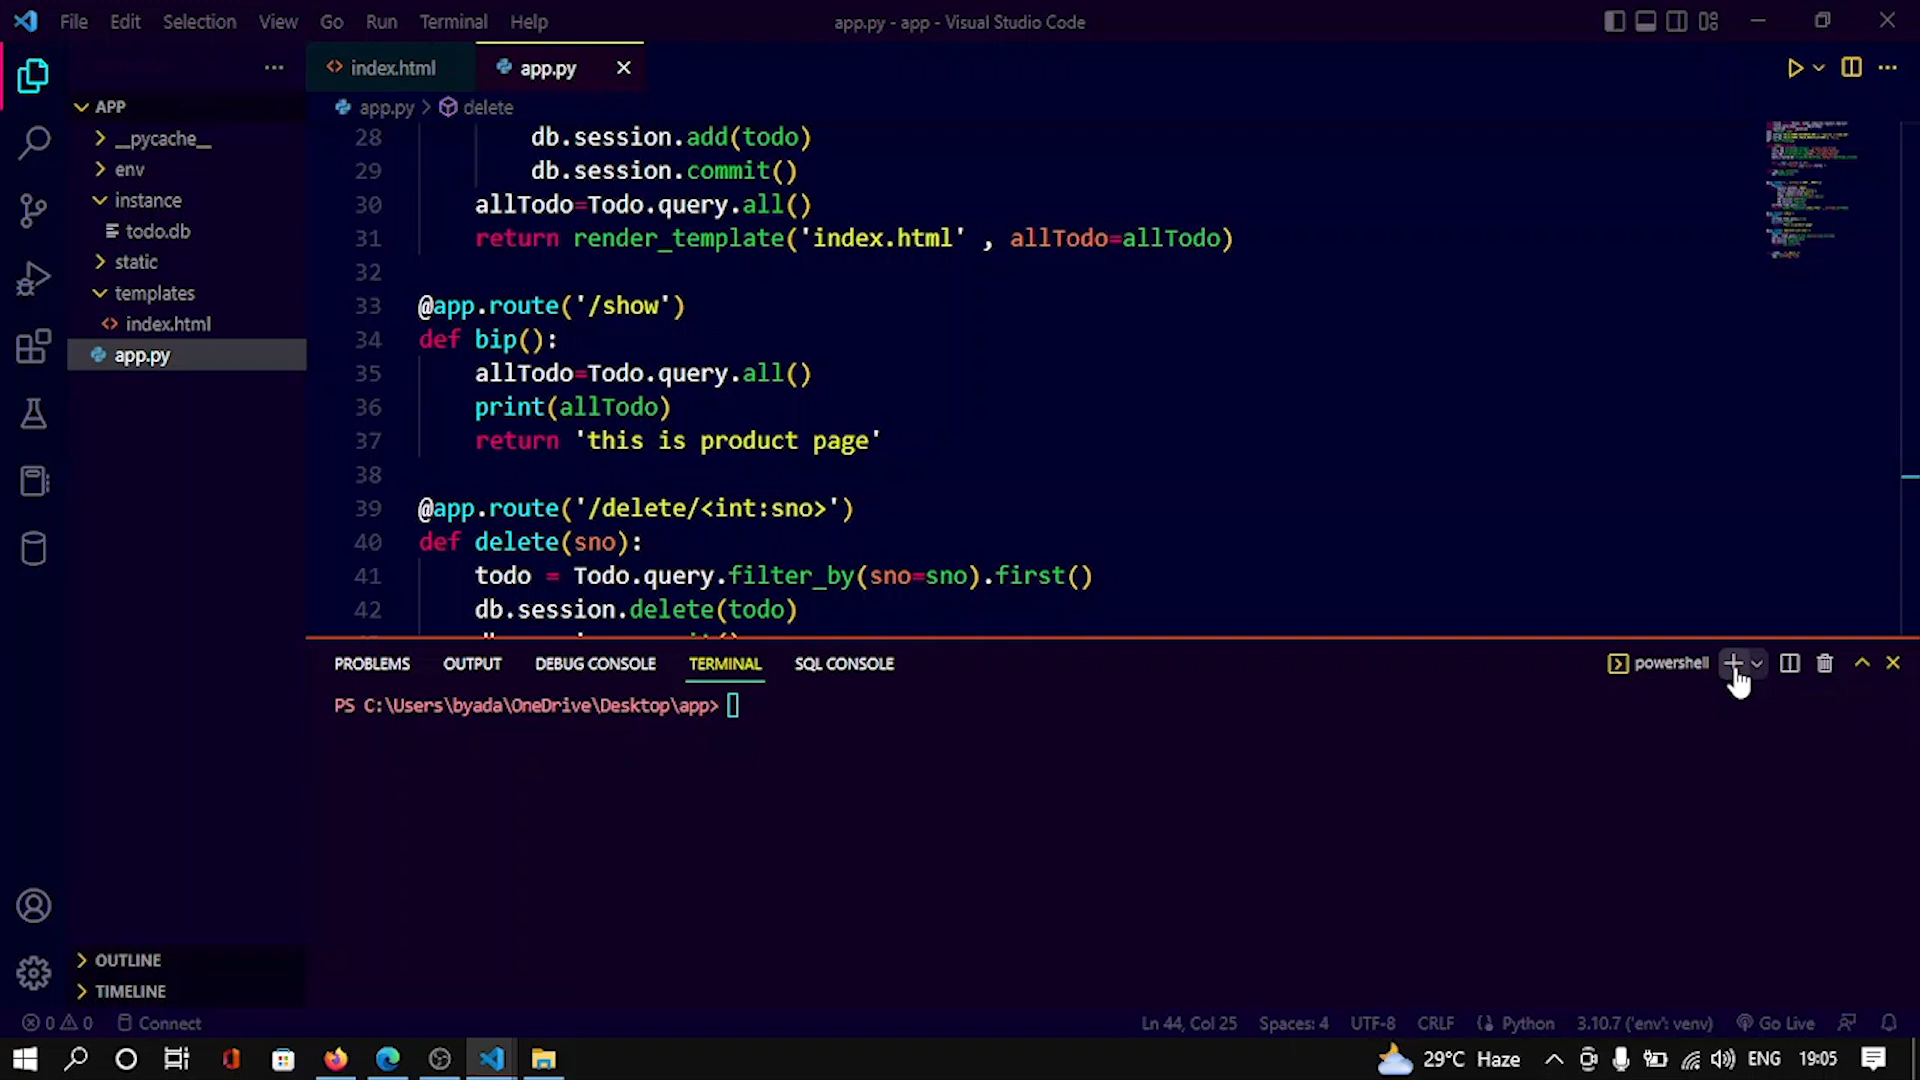 File Edit Selection View Go Run Terminal Help
app.py - app - Visual Studio Code
index.html
app.py
APP
__pycache__
env
instance
todo.db
static
templates
index.html
app.py
OUTLINE
TIMELINE
app.py > delete
28 db.session.add(todo)
29 db.session.commit()
30 allTodo=Todo.query.all()
31 return render_template('index.html' , allTodo=allTodo)
32
33 @app.route('/show')
34 def bip():
35 allTodo=Todo.query.all()
36 print(allTodo)
37 return 'this is product page'
38
39 @app.route('/delete/<int:sno>')
40 def delete(sno):
41 todo = Todo.query.filter_by(sno=sno).first()
42 db.session.delete(todo)
PROBLEMS OUTPUT DEBUG CONSOLE TERMINAL SQL CONSOLE
powershell
PS C:\Users\byada\OneDrive\Desktop\app>
0 0 Connect
Ln 44, Col 25 Spaces: 4 UTF-8 CRLF Python 3.10.7 ('env': venv) Go Live
29°C Haze ENG 19:05